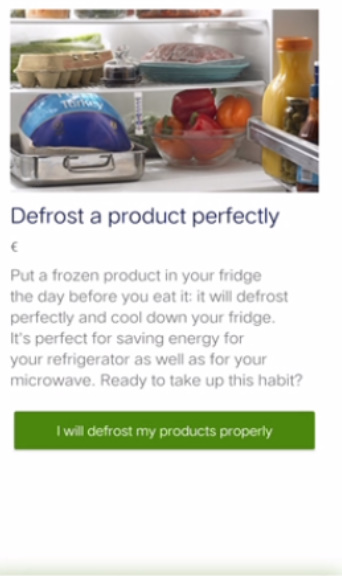 Turkey
Defrost a product perfectly
€
Put a frozen product in your fridge
the day before you eat it: it will defrost
perfectly and cool down your fridge.
It's perfect for saving energy for
your refrigerator as well as for your
microwave. Ready to take up this habit?
I will defrost my products properly